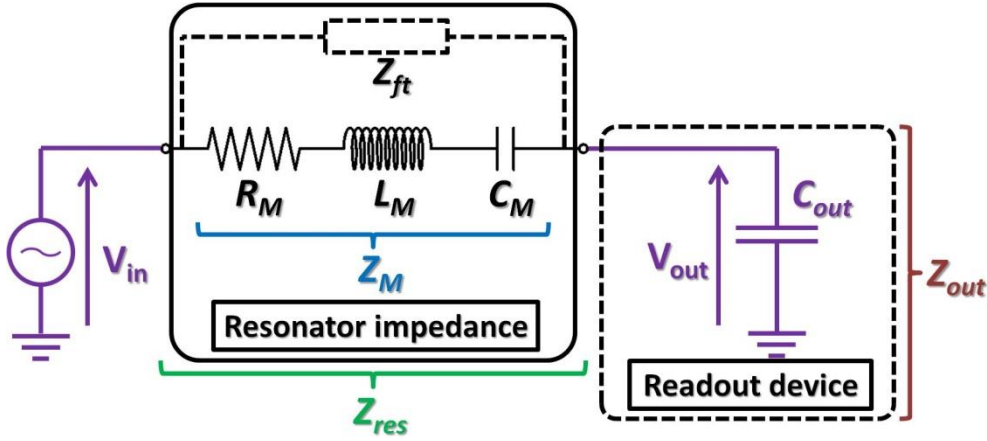 Z_ft
R_M L_M C_M
C_out
V_in
Z_M
V_out
Z_out
Resonator impedance
Readout device
Z_res